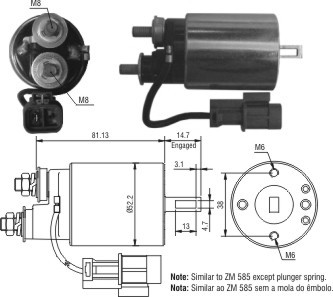 M8
M8
81.13
14.7
Engaged
3.1
M6
Ø52.2
38
4.7
13
M6
Note: Similar to ZM 585 except plunger spring.
Nota: Similar ao ZM 585 sem a mola do êmbolo.